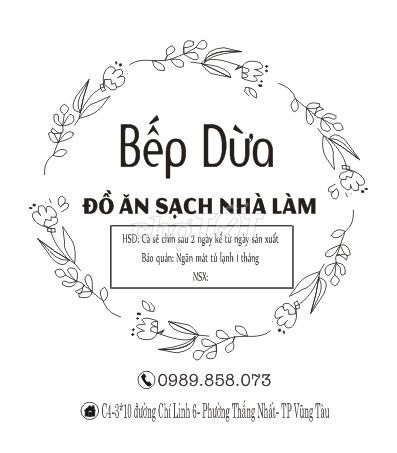 Bếp Dừa
ĐỒ ĂN SẠCH NHÀ LÀM
HSD: Cà sẽ chín sau 2 ngày kể từ ngày sản xuất
Bảo quản: Ngăn mát tủ lạnh 1 tháng
NSX:
0989.858.073
C4-3*10 đường Chí Linh 6- Phường Thắng Nhất- TP Vũng Tàu